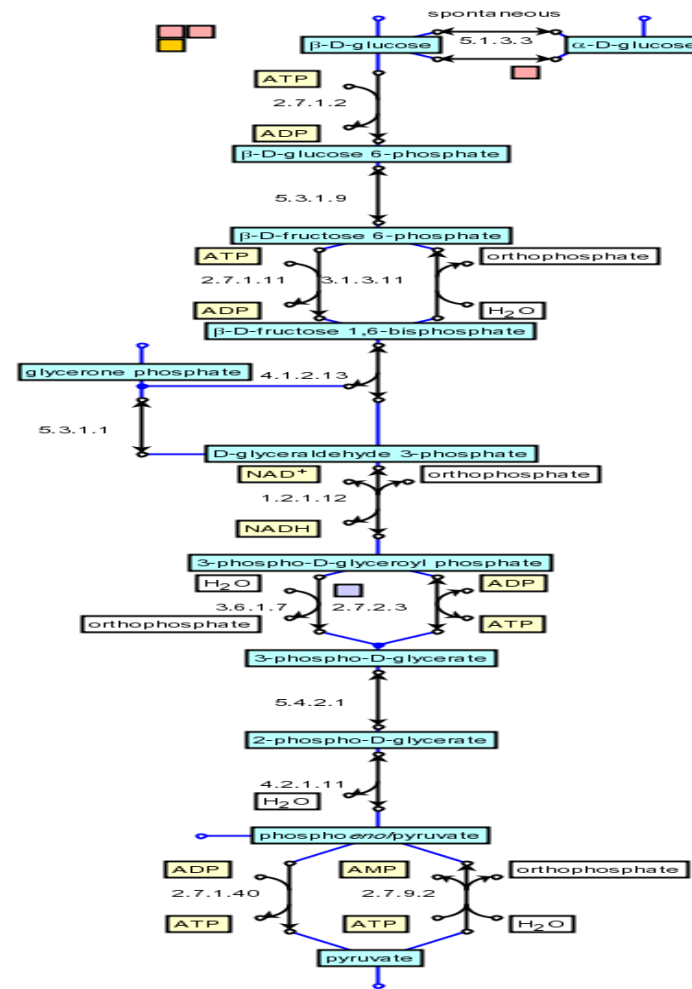 spontaneous
β-D-glucose
5.1.3.3
α-D-glucose
ATP
2.7.1.2
ADP
β-D-glucose 6-phosphate
5.3.1.9
β-D-fructose 6-phosphate
ATP
orthophosphate
2.7.1.11
3.1.3.11
ADP
H₂O
β-D-fructose 1,6-bisphosphate
glycerone phosphate
4.1.2.13
5.3.1.1
D-glyceraldehyde 3-phosphate
NAD⁺
orthophosphate
1.2.1.12
NADH
3-phospho-D-glyceroyl phosphate
H₂O
ADP
3.6.1.7
2.7.2.3
orthophosphate
ATP
3-phospho-D-glycerate
5.4.2.1
2-phospho-D-glycerate
4.2.1.11
H₂O
phosphoenolpyruvate
ADP
AMP
orthophosphate
2.7.1.40
2.7.9.2
ATP
ATP
H₂O
pyruvate